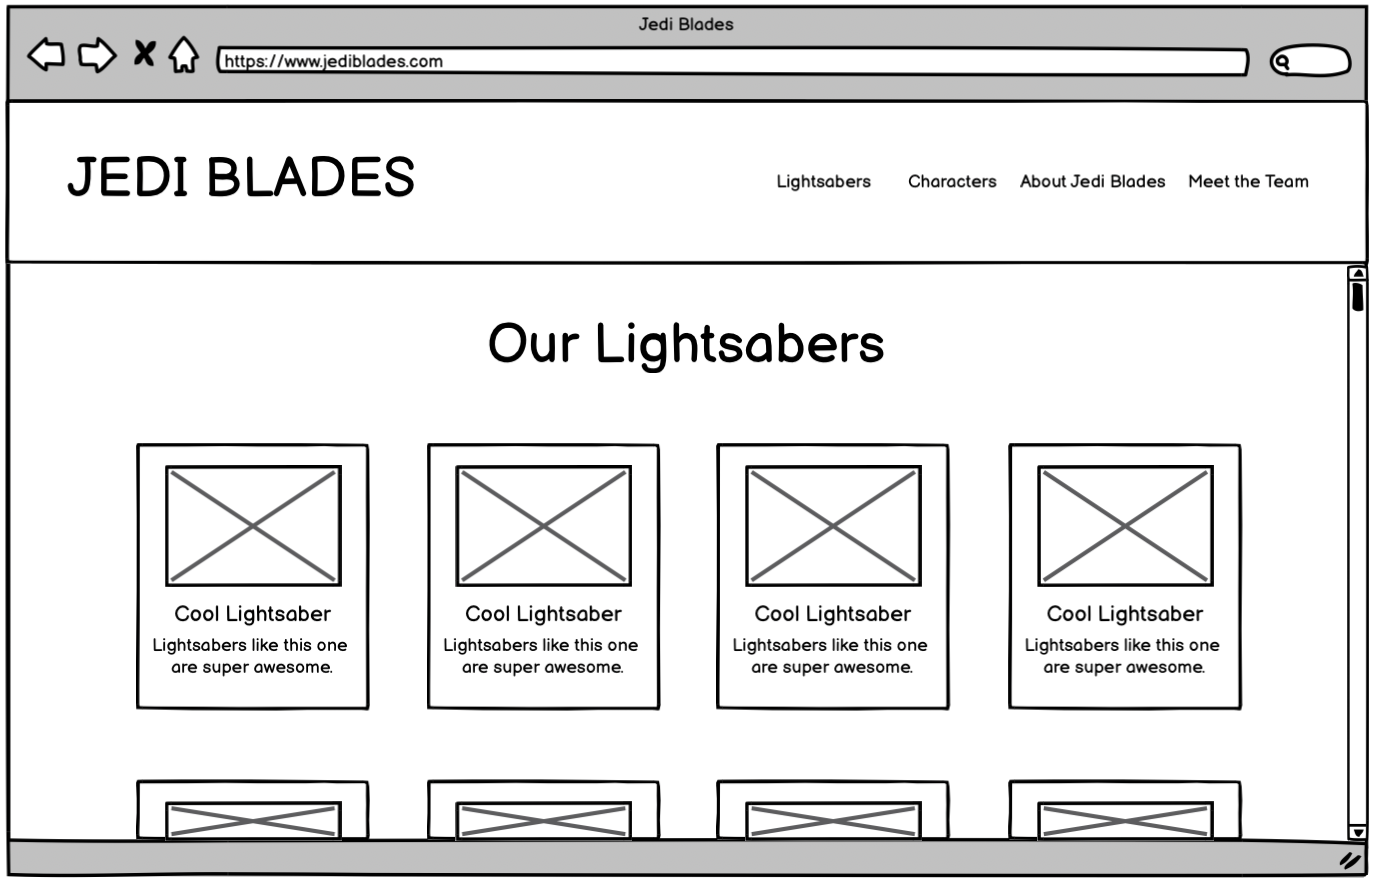 Jedi Blades
https://www.jediblades.com
JEDI BLADES
Lightsabers Characters About Jedi Blades Meet the Team
Our Lightsabers
Cool Lightsaber
Lightsabers like this one
are super awesome.
Cool Lightsaber
Lightsabers like this one
are super awesome.
Cool Lightsaber
Lightsabers like this one
are super awesome.
Cool Lightsaber
Lightsabers like this one
are super awesome.